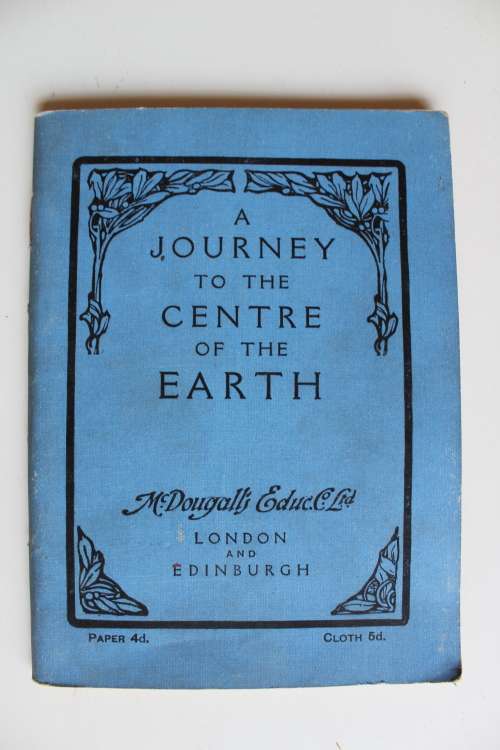 A
JOURNEY
TO THE
CENTRE
OF THE
EARTH
McDougall's Educ. Co. Ltd.
LONDON
AND
EDINBURGH
PAPER 4d. CLOTH 5d.